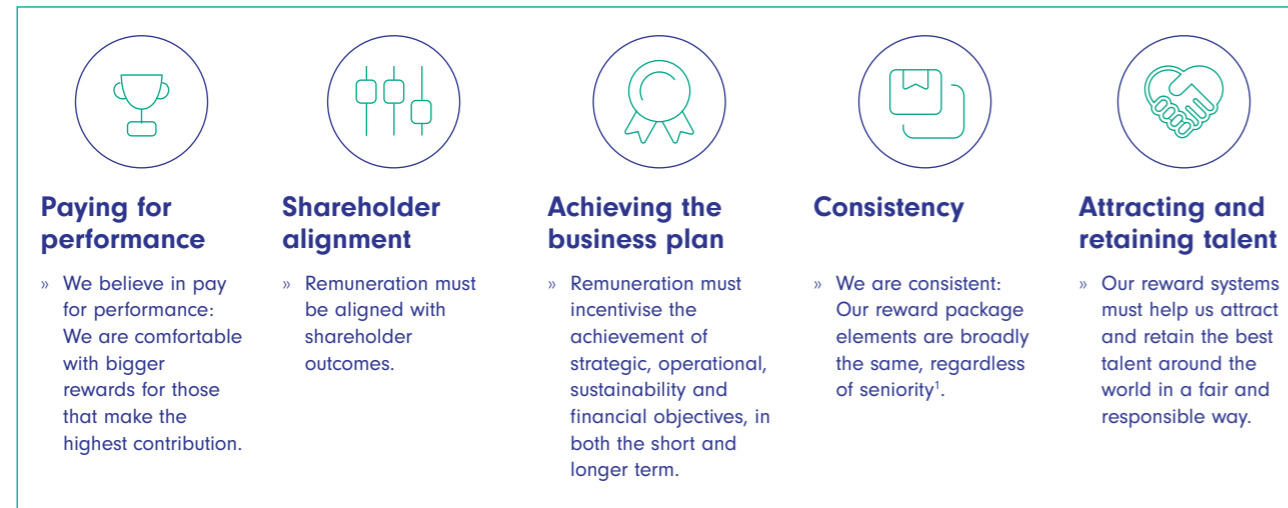 Paying for
performance
» We believe in pay
for performance:
We are comfortable
with bigger
rewards for those
that make the
highest contribution.
Shareholder
alignment
» Remuneration must
be aligned with
shareholder
outcomes.
Achieving the
business plan
» Remuneration must
incentivise the
achievement of
strategic, operational,
sustainability and
financial objectives, in
both the short and
longer term.
Consistency
» We are consistent:
Our reward package
elements are broadly
the same, regardless
of seniority¹.
Attracting and
retaining talent
» Our reward systems
must help us attract
and retain the best
talent around the
world in a fair and
responsible way.